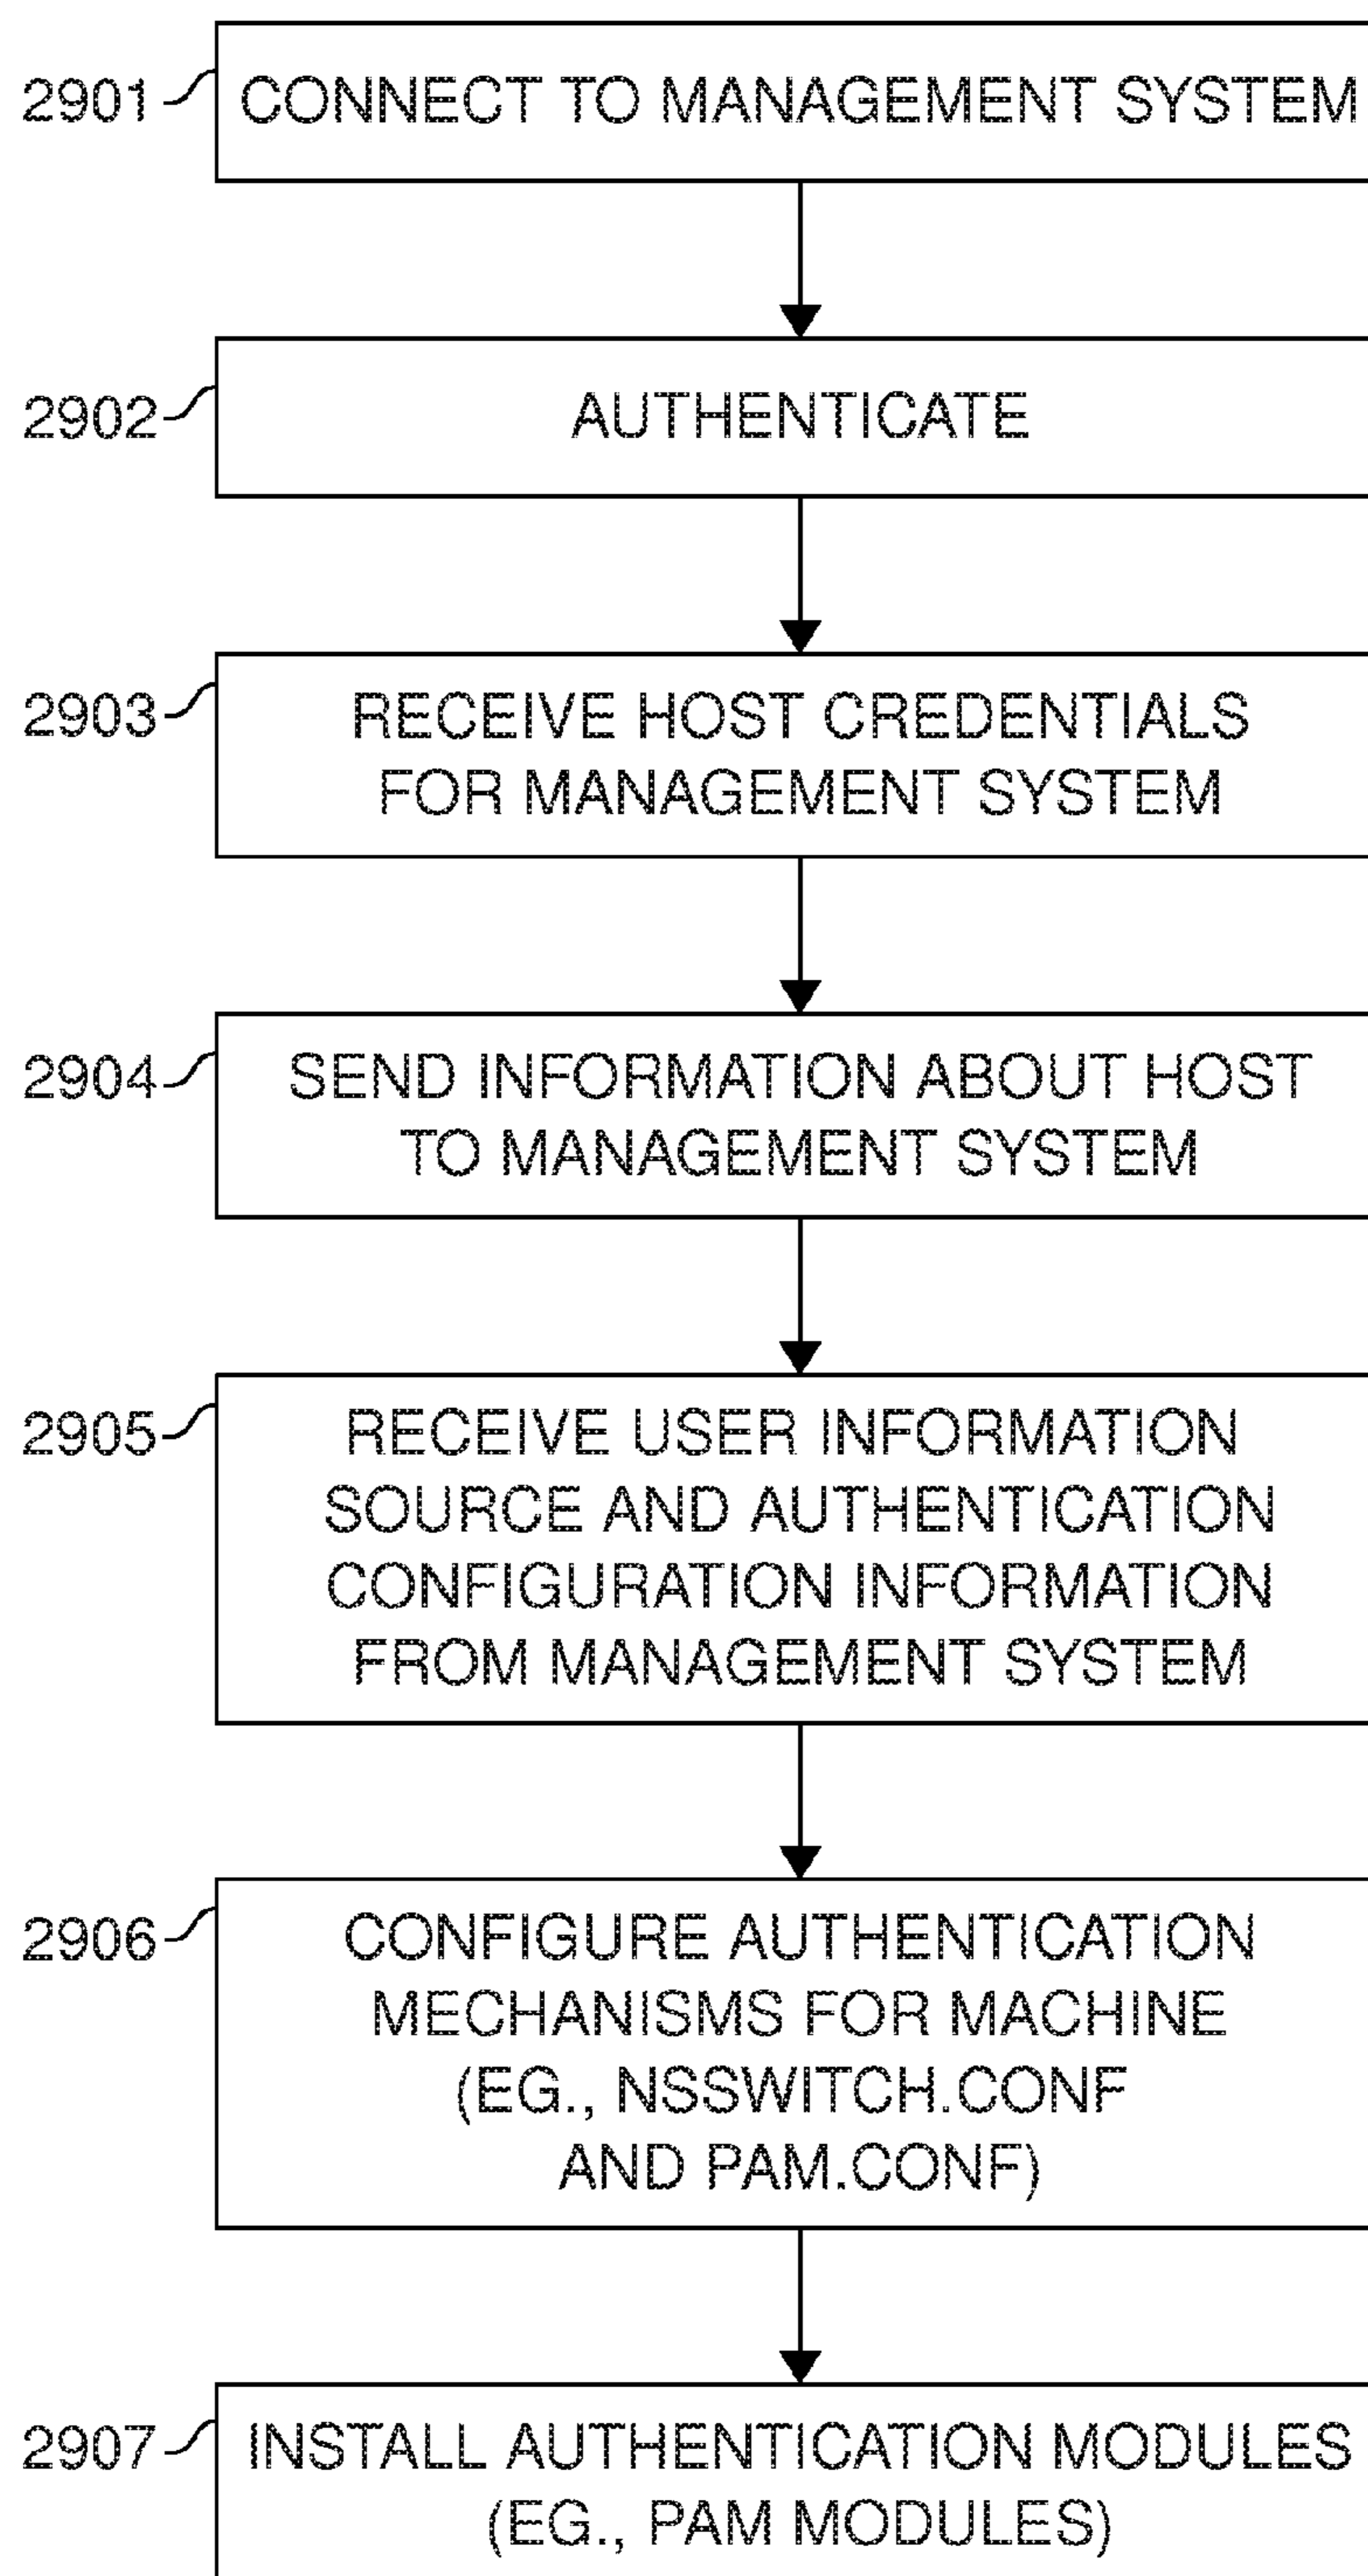 2901 CONNECT TO MANAGEMENT SYSTEM
2902 AUTHENTICATE
2903 RECEIVE HOST CREDENTIALS
FOR MANAGEMENT SYSTEM
2904 SEND INFORMATION ABOUT HOST
TO MANAGEMENT SYSTEM
2905 RECEIVE USER INFORMATION
SOURCE AND AUTHENTICATION
CONFIGURATION INFORMATION
FROM MANAGEMENT SYSTEM
2906 CONFIGURE AUTHENTICATION
MECHANISMS FOR MACHINE
(EG., NSSWITCH.CONF
AND PAM.CONF)
2907 INSTALL AUTHENTICATION MODULES
(EG., PAM MODULES)